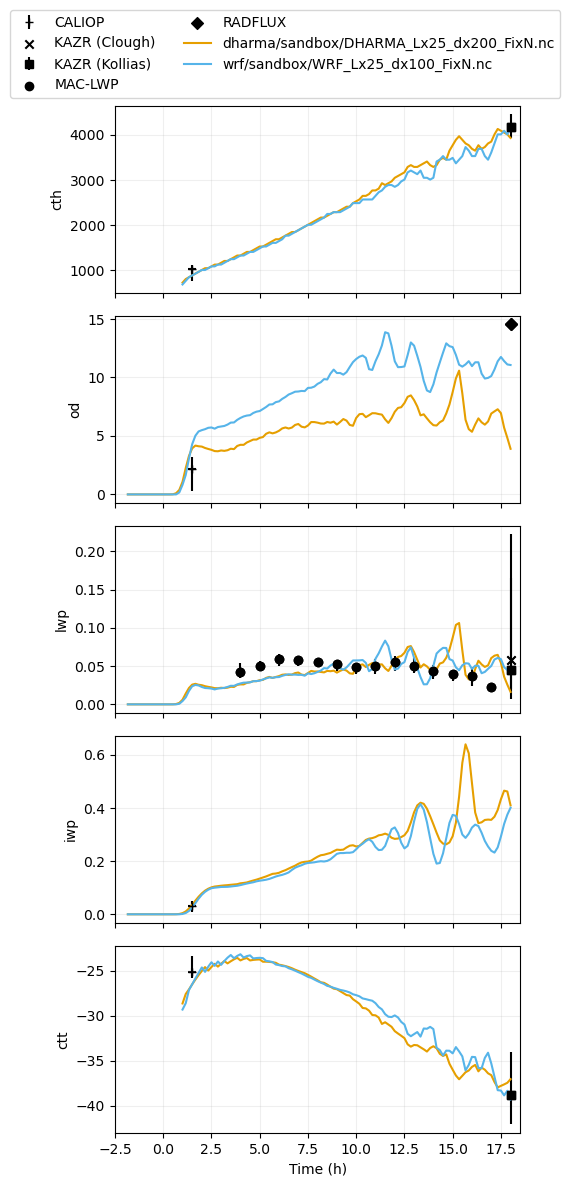 CALIOP
KAZR (Clough)
KAZR (Kollias)
MAC-LWP
RADFLUX
dharma/sandbox/DHARMA_Lx25_dx200_FixN.nc
wrf/sandbox/WRF_Lx25_dx100_FixN.nc
4000
3000
2000
1000
cth
15
10
5
0
od
0.20
0.15
0.10
0.05
0.00
lwp
0.6
0.4
0.2
0.0
iwp
−25
−30
−35
−40
ctt
−2.5 0.0 2.5 5.0 7.5 10.0 12.5 15.0 17.5
Time (h)